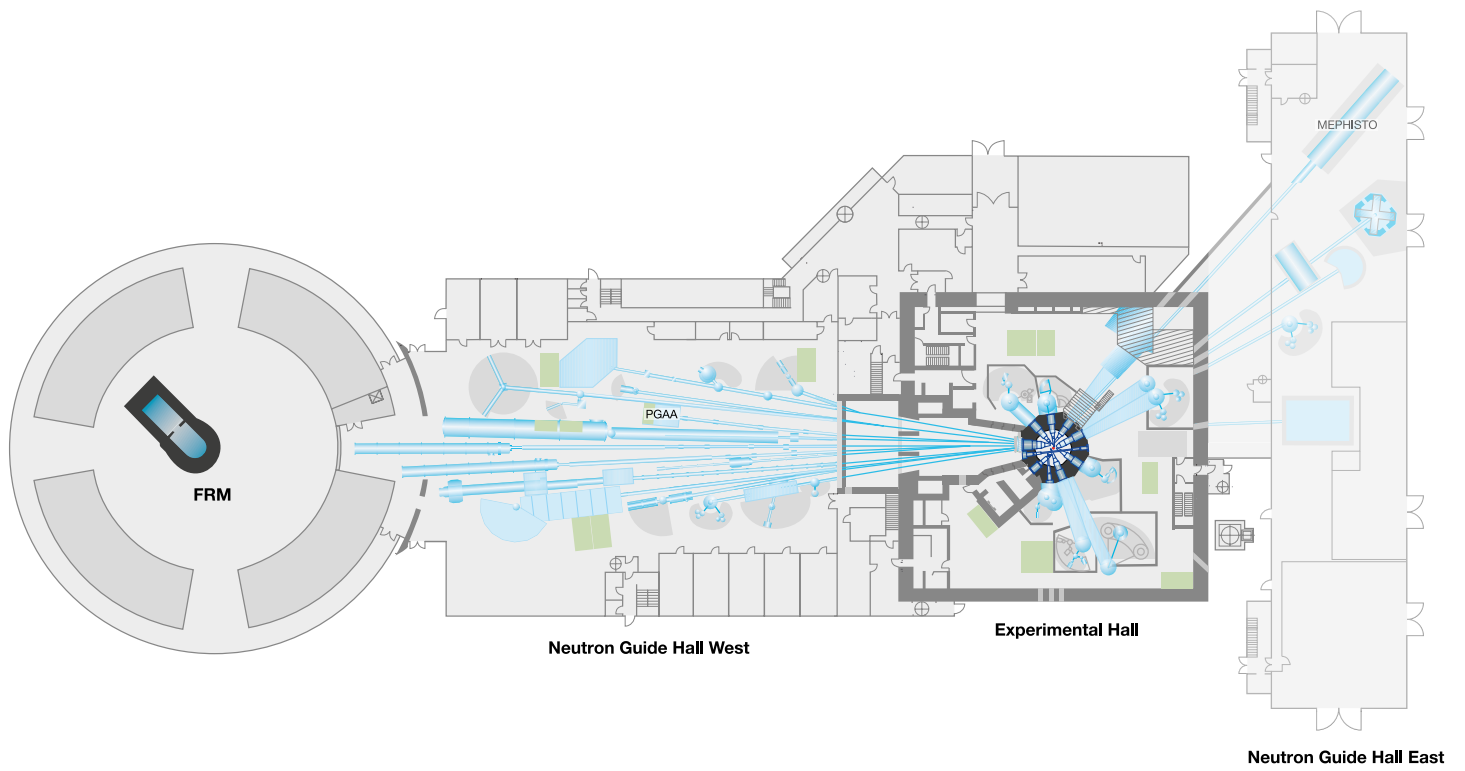 MEPHISTO
PGAA
FRM
Neutron Guide Hall West
Experimental Hall
Neutron Guide Hall East